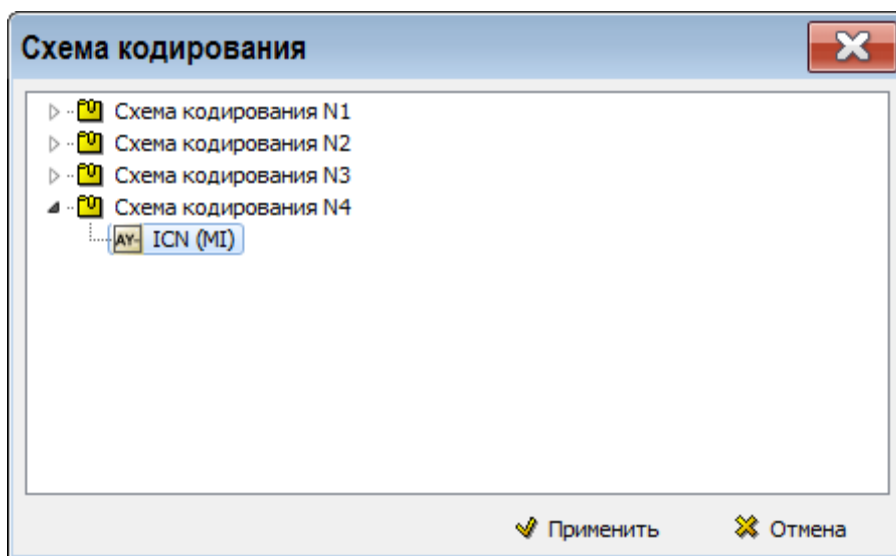 Схема кодирования
Схема кодирования N1
Схема кодирования N2
Схема кодирования N3
Схема кодирования N4
AY- ICN (MI)
Применить Отмена